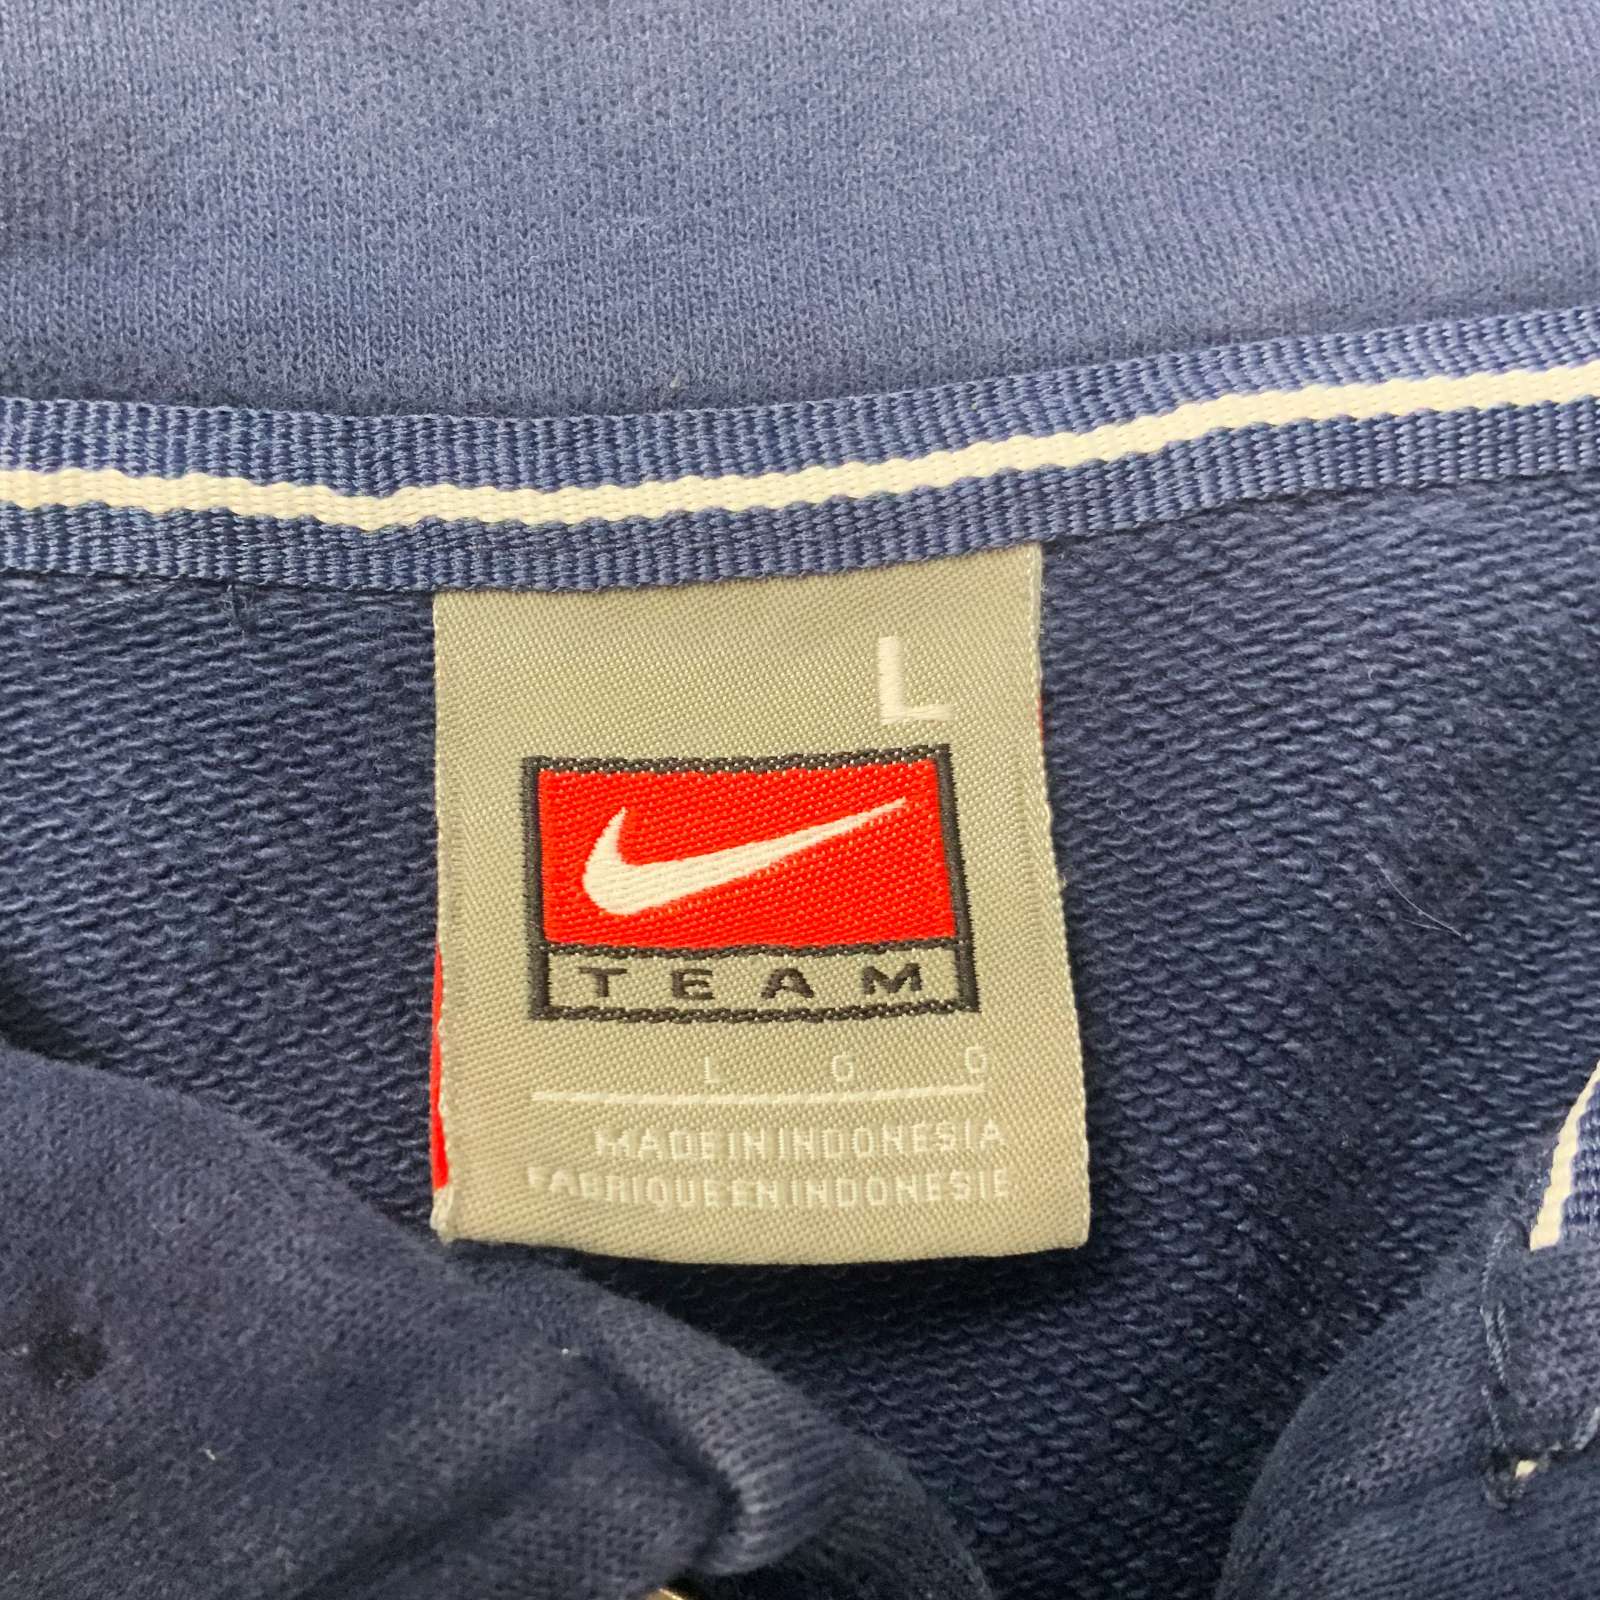 L
TEAM
L G G
MADE IN INDONESIA
FABRIQUE EN INDONESIE